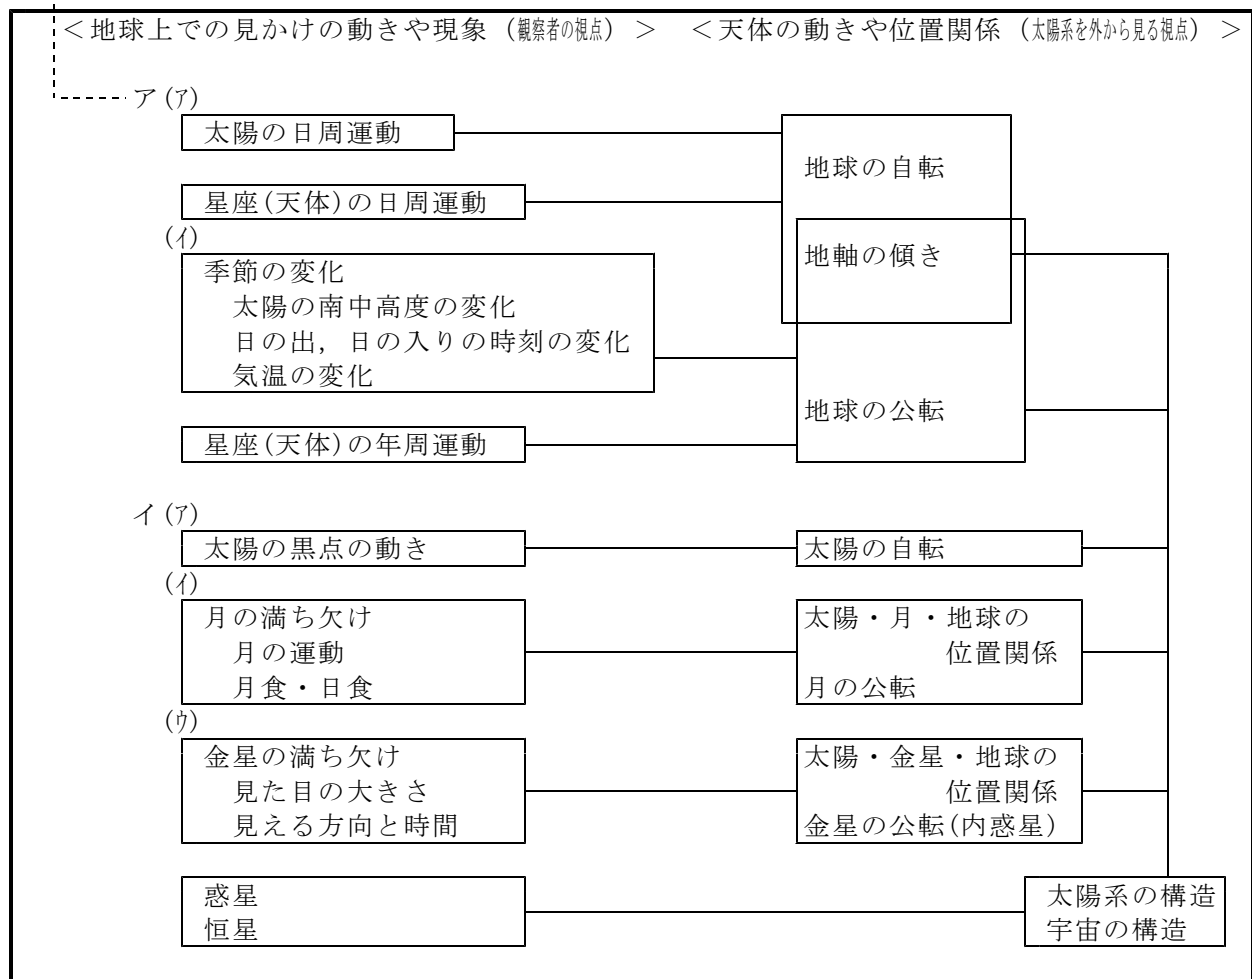 ＜地球上での見かけの動きや現象（観察者の視点）＞　＜天体の動きや位置関係（太陽系を外から見る視点）＞
ア(ｱ)
太陽の日周運動
地球の自転
星座(天体)の日周運動
(ｲ)
地軸の傾き
季節の変化
太陽の南中高度の変化
日の出，日の入りの時刻の変化
気温の変化
地球の公転
星座(天体)の年周運動
イ(ｱ)
太陽の黒点の動き
太陽の自転
(ｲ)
月の満ち欠け
月の運動
月食・日食
太陽・月・地球の
位置関係
月の公転
(ｳ)
金星の満ち欠け
見た目の大きさ
見える方向と時間
太陽・金星・地球の
位置関係
金星の公転(内惑星)
惑星
恒星
太陽系の構造
宇宙の構造